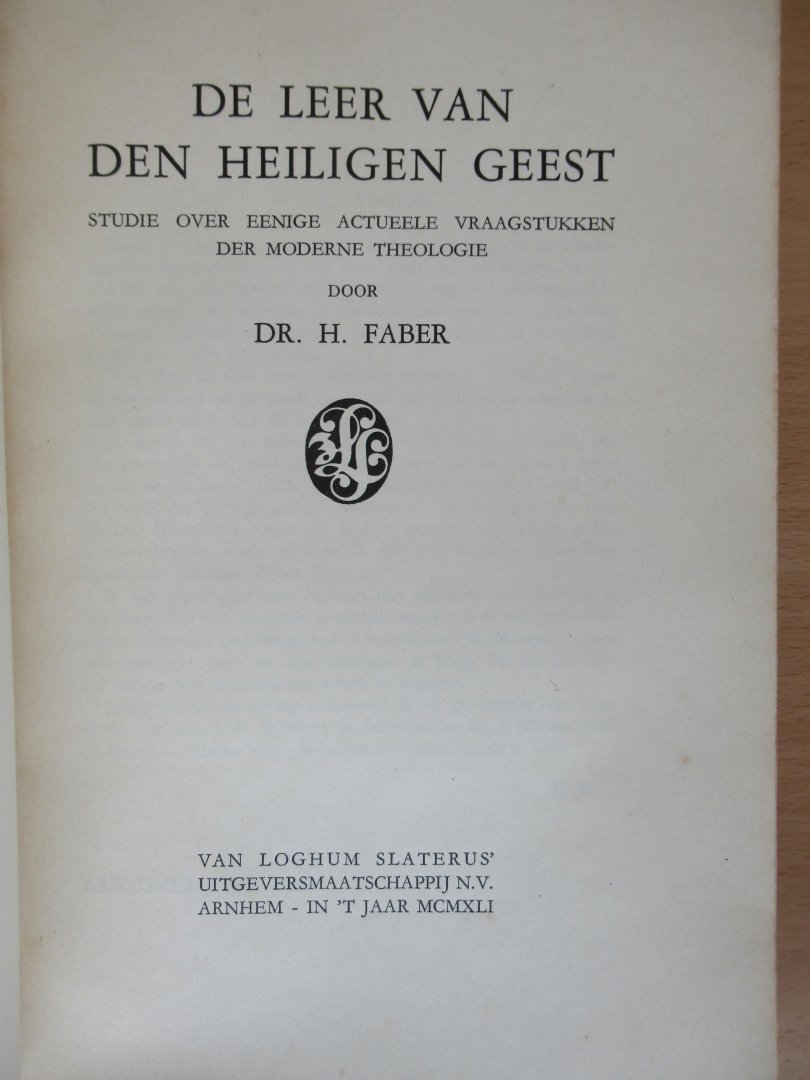 DE LEER VAN
DEN HEILIGEN GEEST
STUDIE OVER EENIGE ACTUEELE VRAAGSTUKKEN
DER MODERNE THEOLOGIE
DOOR
DR. H. FABER
VAN LOGHUM SLATERUS'
UITGEVERSMAATSCHAPPIJ N.V.
ARNHEM - IN 'T JAAR MCMXLI